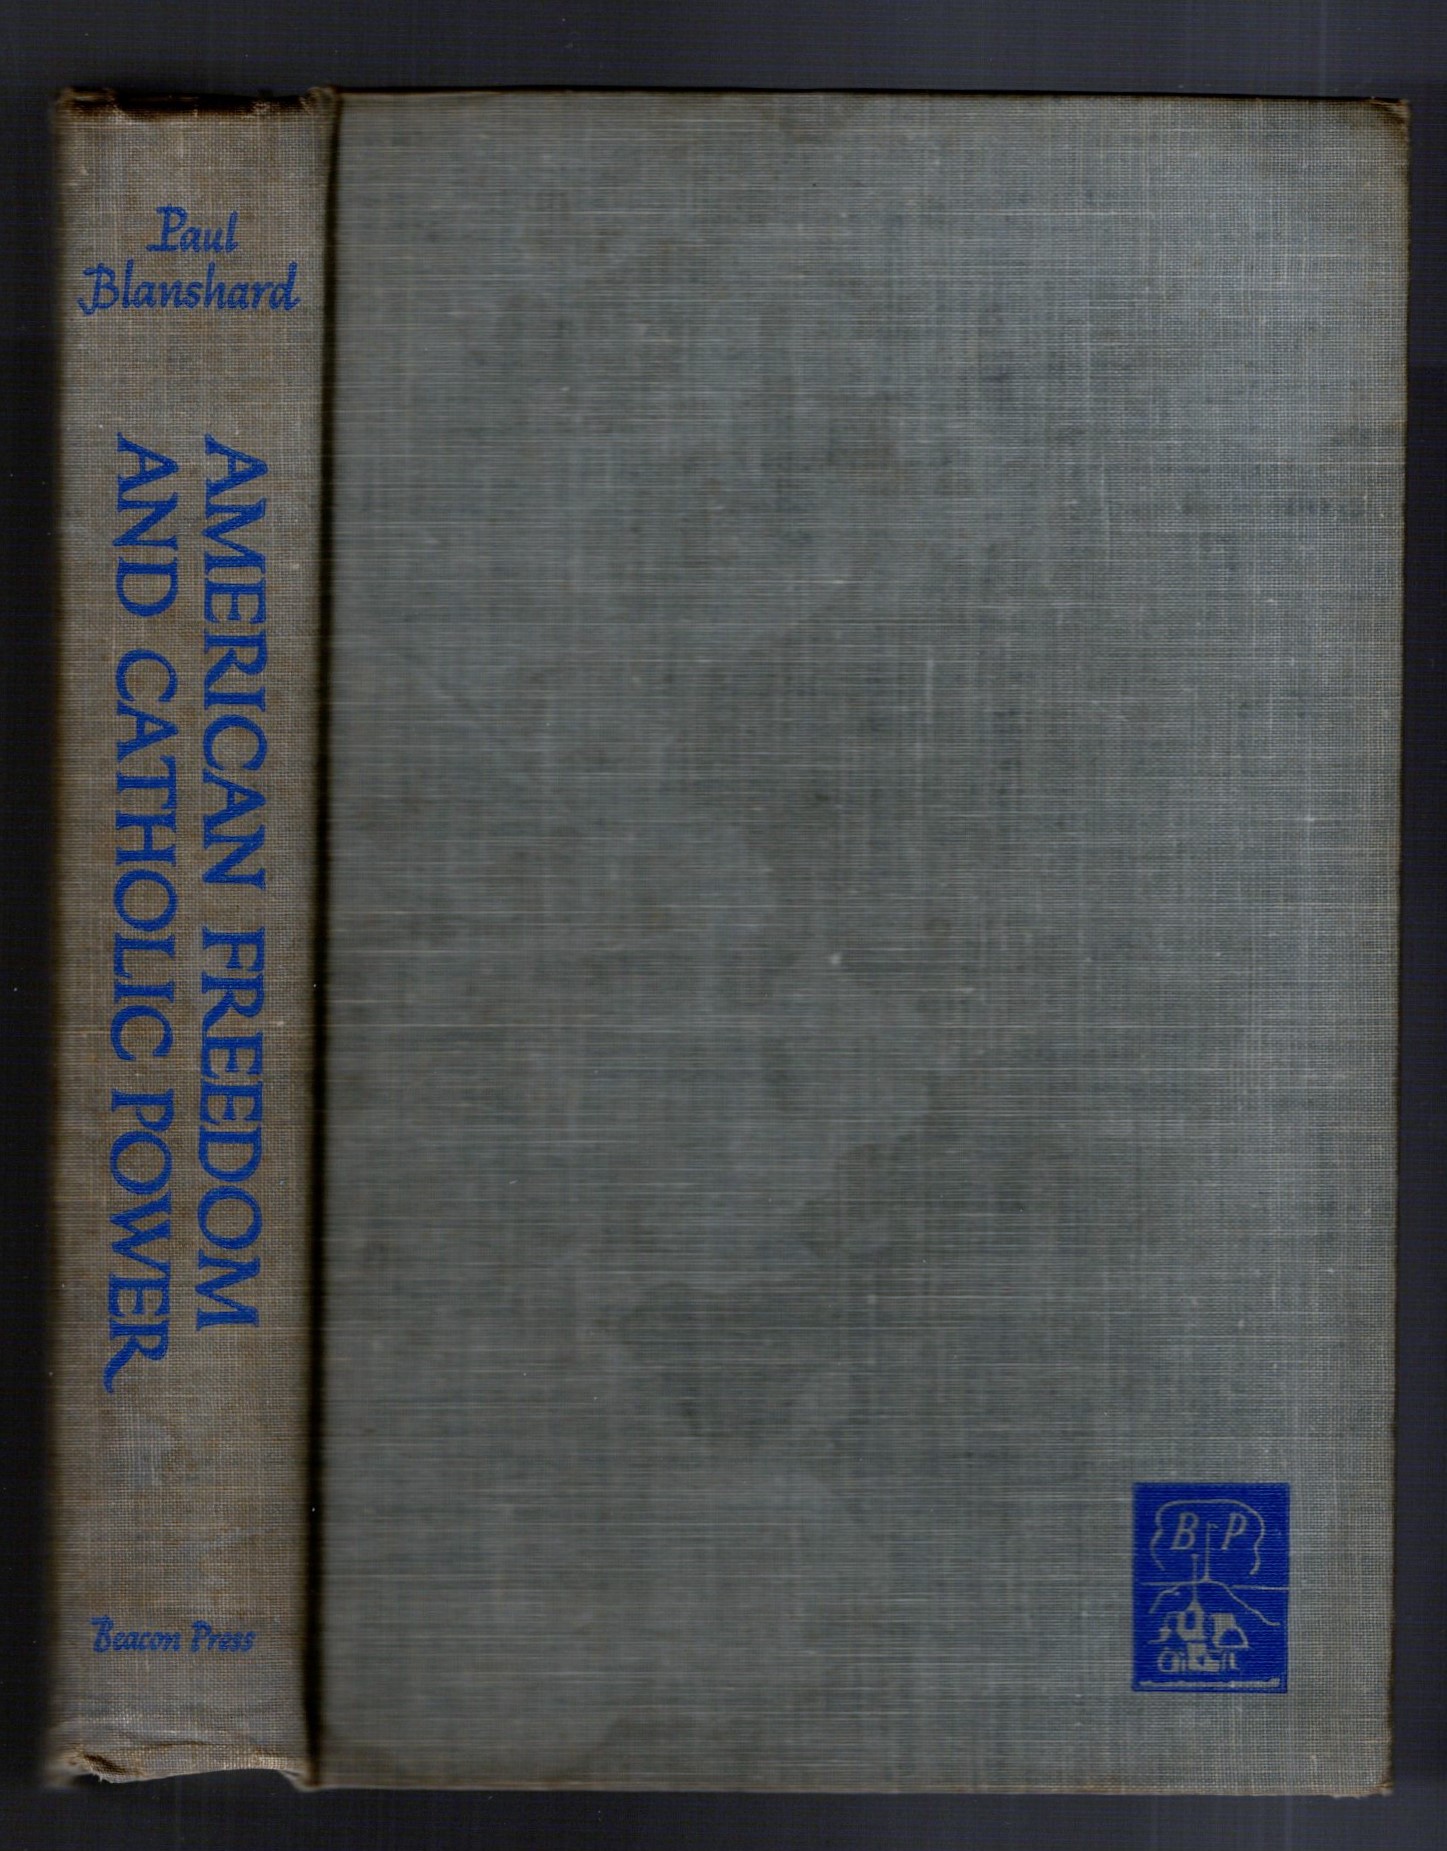 Paul
Blanshard
AMERICAN FREEDOM
AND CATHOLIC POWER
Beacon Press
B P